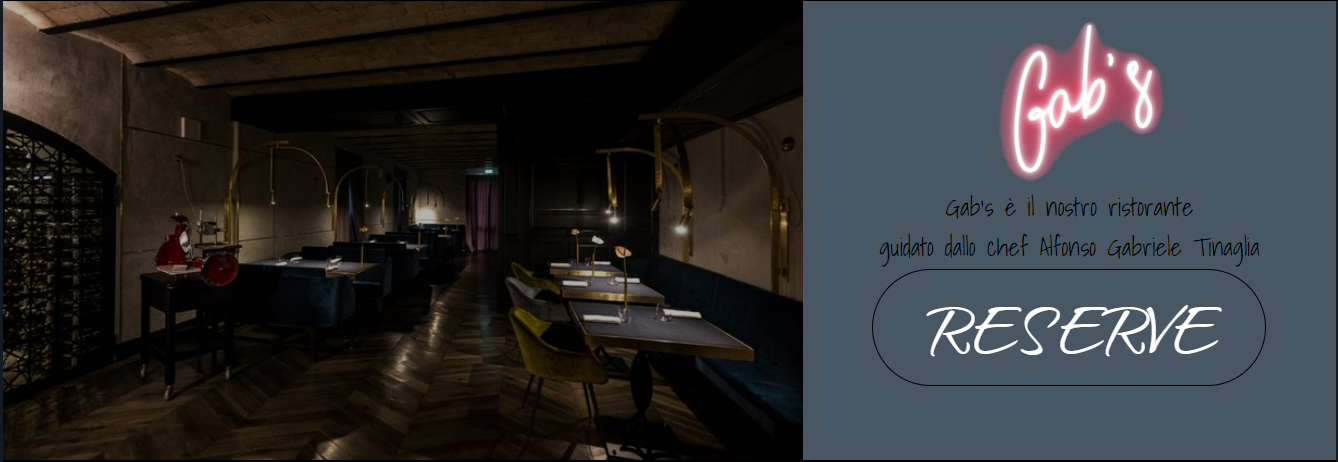 Gab's
Gab's è il nostro ristorante
guidato dallo chef Alfonso Gabriele Tinaglia
RESERVE